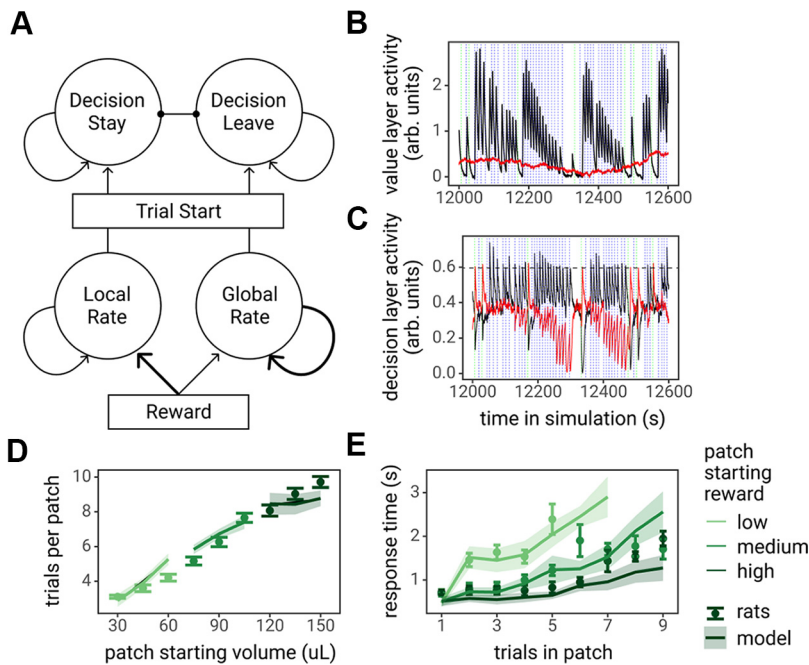 A
Decision
Stay
Decision
Leave
Trial Start
Local
Rate
Global
Rate
Reward
B
value layer activity
(arb. units)
2
1
0
12000
12200
12400
12600
C
decision layer activity
(arb. units)
0.6
0.4
0.2
0.0
12000
12200
12400
12600
time in simulation (s)
D
trials per patch
10
8
6
4
30
60
90
120
150
patch starting volume (uL)
E
response time (s)
3
2
1
1
3
5
7
9
trials in patch
patch
starting
reward
low
medium
high
rats
model